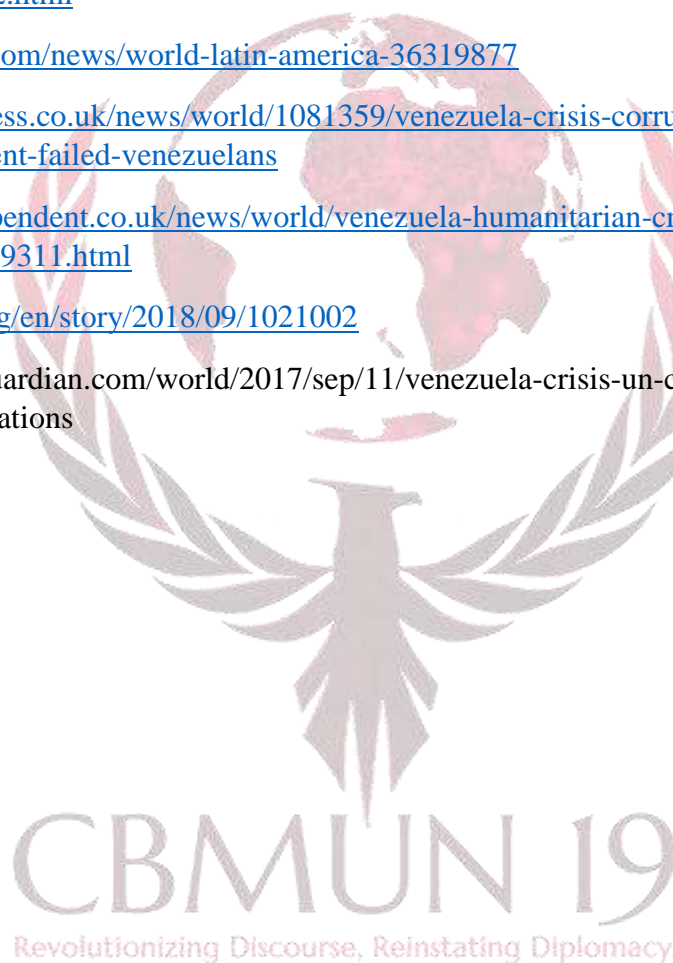 2.html
om/news/world-latin-america-36319877
ess.co.uk/news/world/1081359/venezuela-crisis-corru
ent-failed-venezuelans
pendent.co.uk/news/world/venezuela-humanitarian-cr
9311.html
g/en/story/2018/09/1021002
uardian.com/world/2017/sep/11/venezuela-crisis-un-c
ations
CBMUN 19
Revolutionizing Discourse, Reinstating Diplomacy.